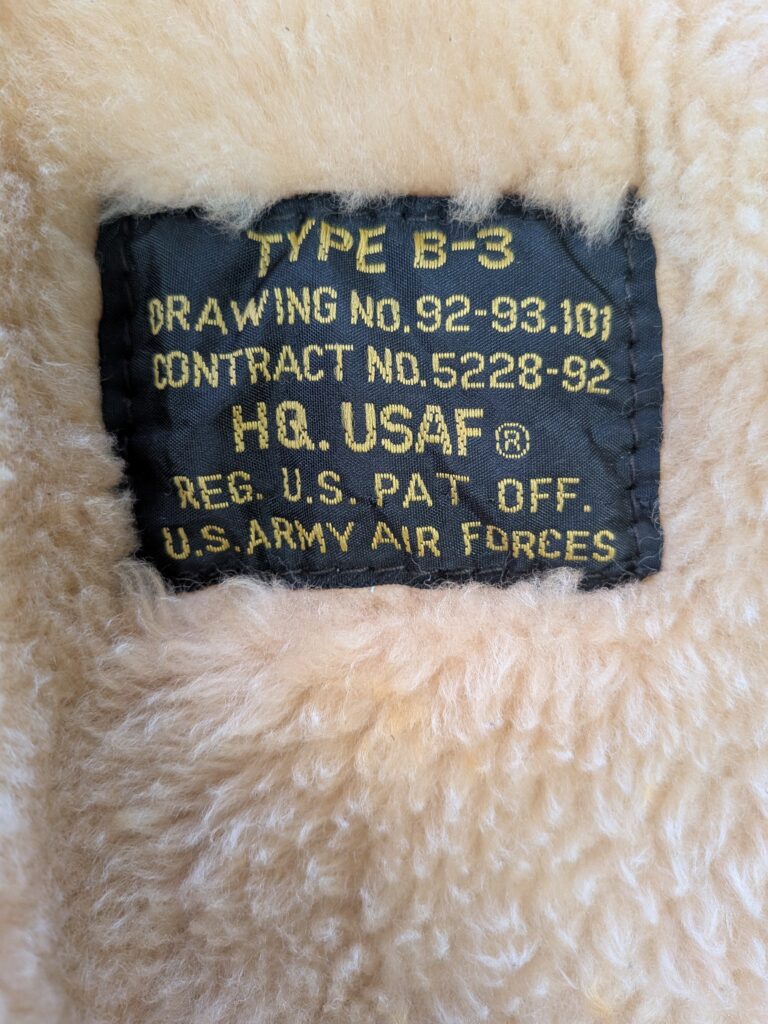 TYPE B-3
DRAWING NO.92-93.101
CONTRACT NO.5228-92
HQ. USAF®
REG. U.S. PAT OFF.
U.S.ARMY AIR FORCES